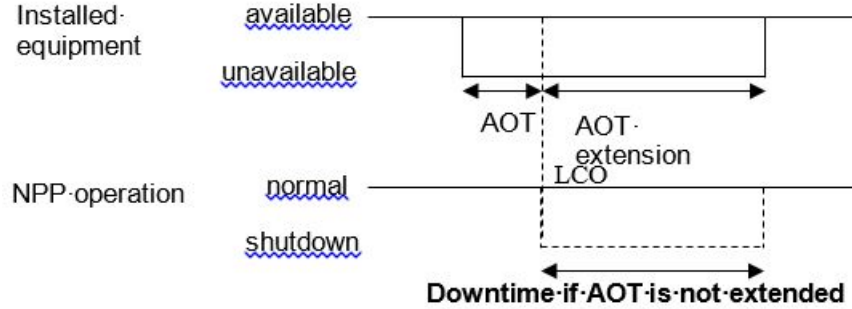 Installed·
equipment
available
unavailable
AOT
AOT·
extension
LCO
NPP·operation
normal
shutdown
Downtime·if·AOT·is·not·extended